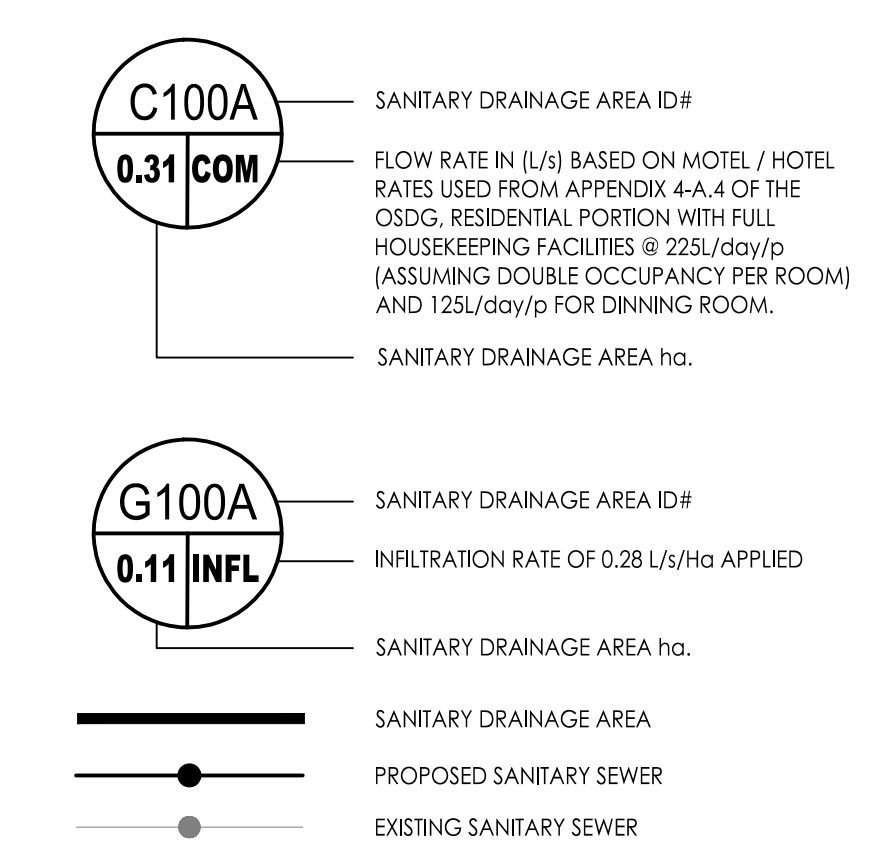 C100A
0.31 COM
SANITARY DRAINAGE AREA ID#
FLOW RATE IN (L/s) BASED ON MOTEL / HOTEL
RATES USED FROM APPENDIX 4-A.4 OF THE
OSDG, RESIDENTIAL PORTION WITH FULL
HOUSEKEEPING FACILITIES @ 225L/day/p
(ASSUMING DOUBLE OCCUPANCY PER ROOM)
AND 125L/day/p FOR DINNING ROOM.
SANITARY DRAINAGE AREA ha.
G100A
0.11 INFL
SANITARY DRAINAGE AREA ID#
INFILTRATION RATE OF 0.28 L/s/Ha APPLIED
SANITARY DRAINAGE AREA ha.
SANITARY DRAINAGE AREA
PROPOSED SANITARY SEWER
EXISTING SANITARY SEWER